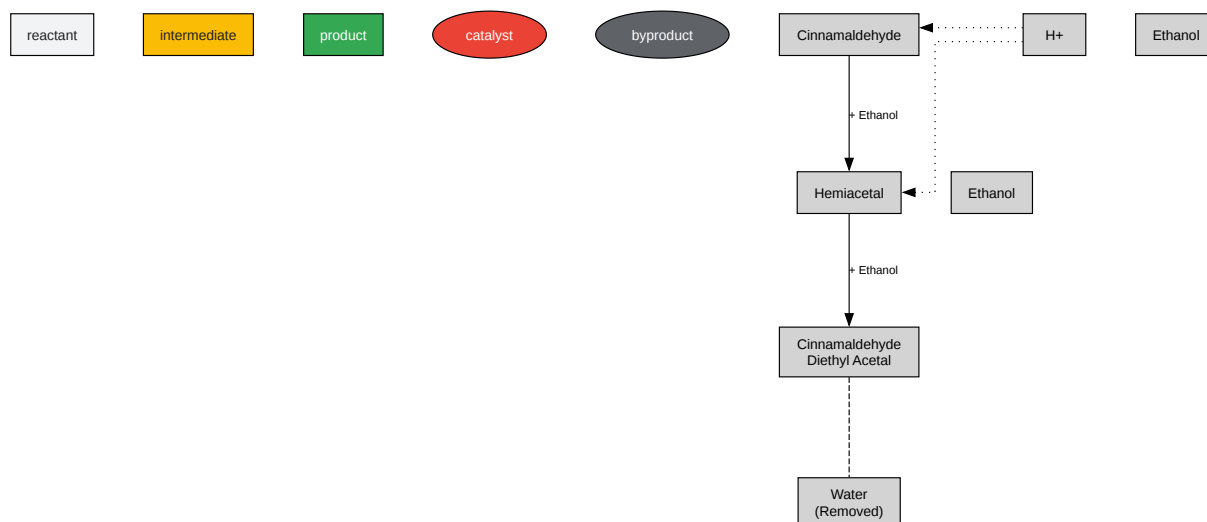 reactant
intermediate
product
catalyst
byproduct
Cinnamaldehyde
H+
Ethanol
+ Ethanol
Hemiacetal
Ethanol
+ Ethanol
Cinnamaldehyde
Diethyl Acetal
Water
(Removed)